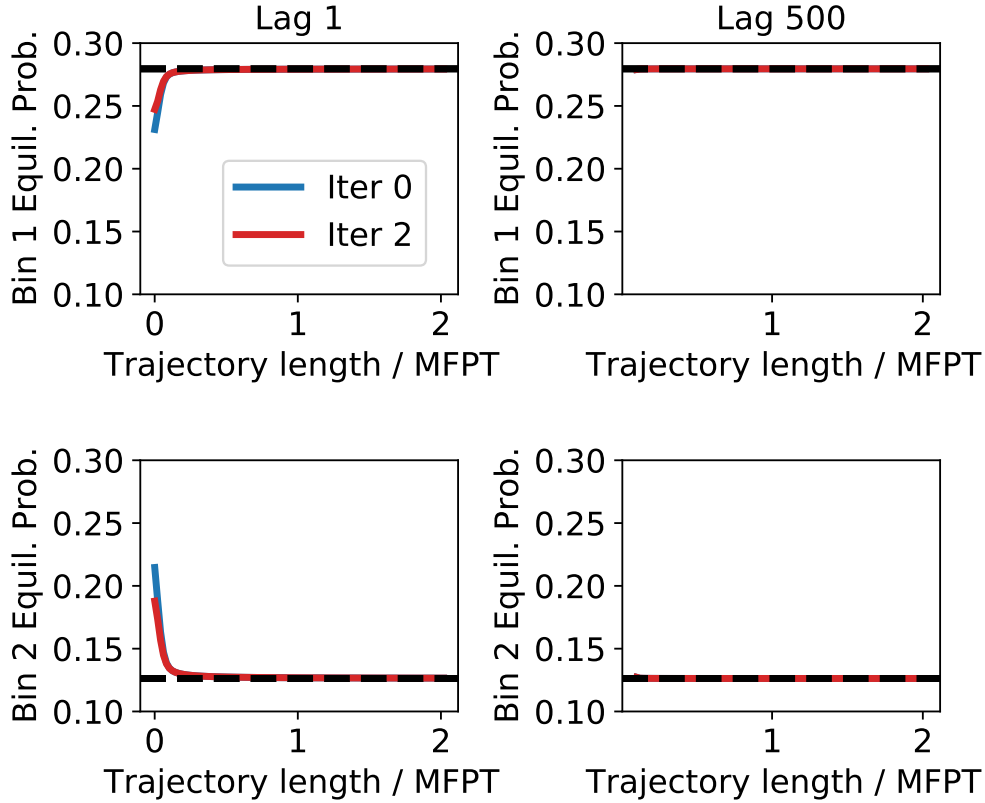 Lag 1
Lag 500
Bin 1 Equil. Prob.
0.30
0.25
0.20
0.15
0.10
Iter 0
Iter 2
0
1
2
Trajectory length / MFPT
Bin 1 Equil. Prob.
0.30
0.25
0.20
0.15
0.10
1
2
Trajectory length / MFPT
Bin 2 Equil. Prob.
0.30
0.25
0.20
0.15
0.10
0
1
2
Trajectory length / MFPT
Bin 2 Equil. Prob.
0.30
0.25
0.20
0.15
0.10
1
2
Trajectory length / MFPT